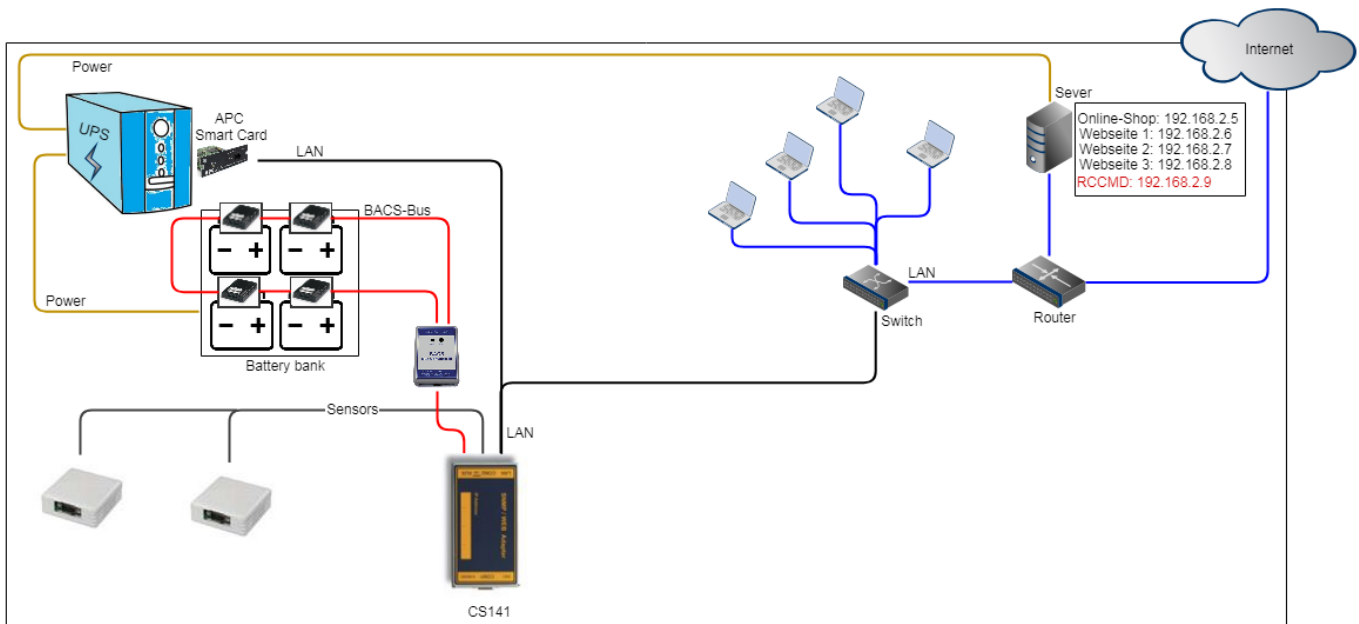 Internet
Power
Sever
UPS
APC
Smart Card
LAN
Online-Shop: 192.168.2.5
Webseite 1: 192.168.2.6
Webseite 2: 192.168.2.7
Webseite 3: 192.168.2.8
RCCMD: 192.168.2.9
BACS-Bus
- +
- +
LAN
Power
- +
- +
Switch
Router
Battery bank
BACS
Sensors
LAN
SNMP / WEB Adapter
CS141